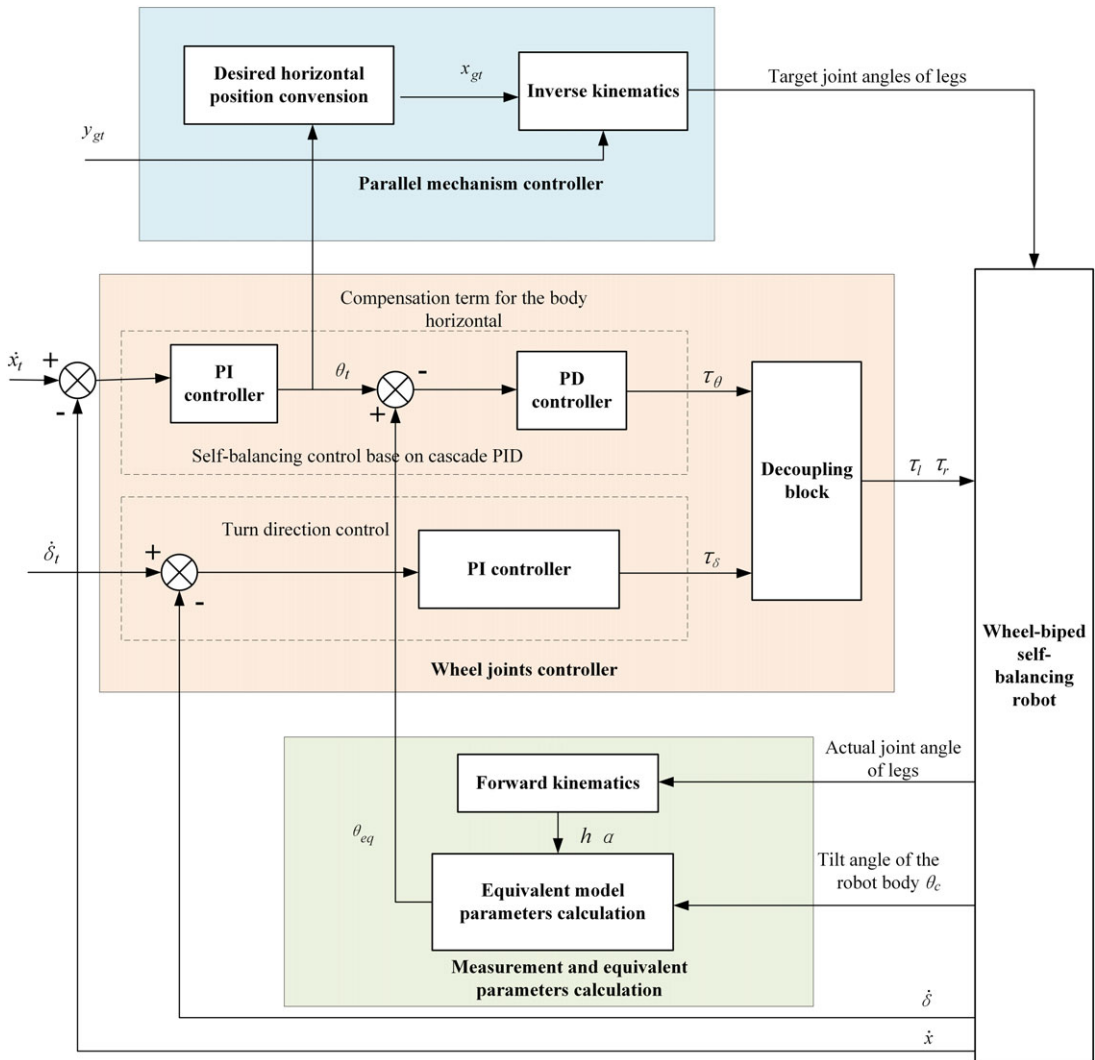 Desired horizontal
position convension
x_gt
Inverse kinematics
Target joint angles of legs
y_gt
Parallel mechanism controller
Compensation term for the body
horizontal
ẋ_t
+
-
PI
controller
θ_t
-
+
PD
controller
τ_θ
Self-balancing control base on cascade PID
Decoupling
block
τ_l τ_r
Turn direction control
δ̇_t
+
-
PI controller
τ_δ
Wheel joints controller
Wheel-biped
self-
balancing
robot
Actual joint angle
of legs
Forward kinematics
h α
θ_eq
Tilt angle of the
robot body θ_c
Equivalent model
parameters calculation
Measurement and equivalent
parameters calculation
δ̇
ẋ